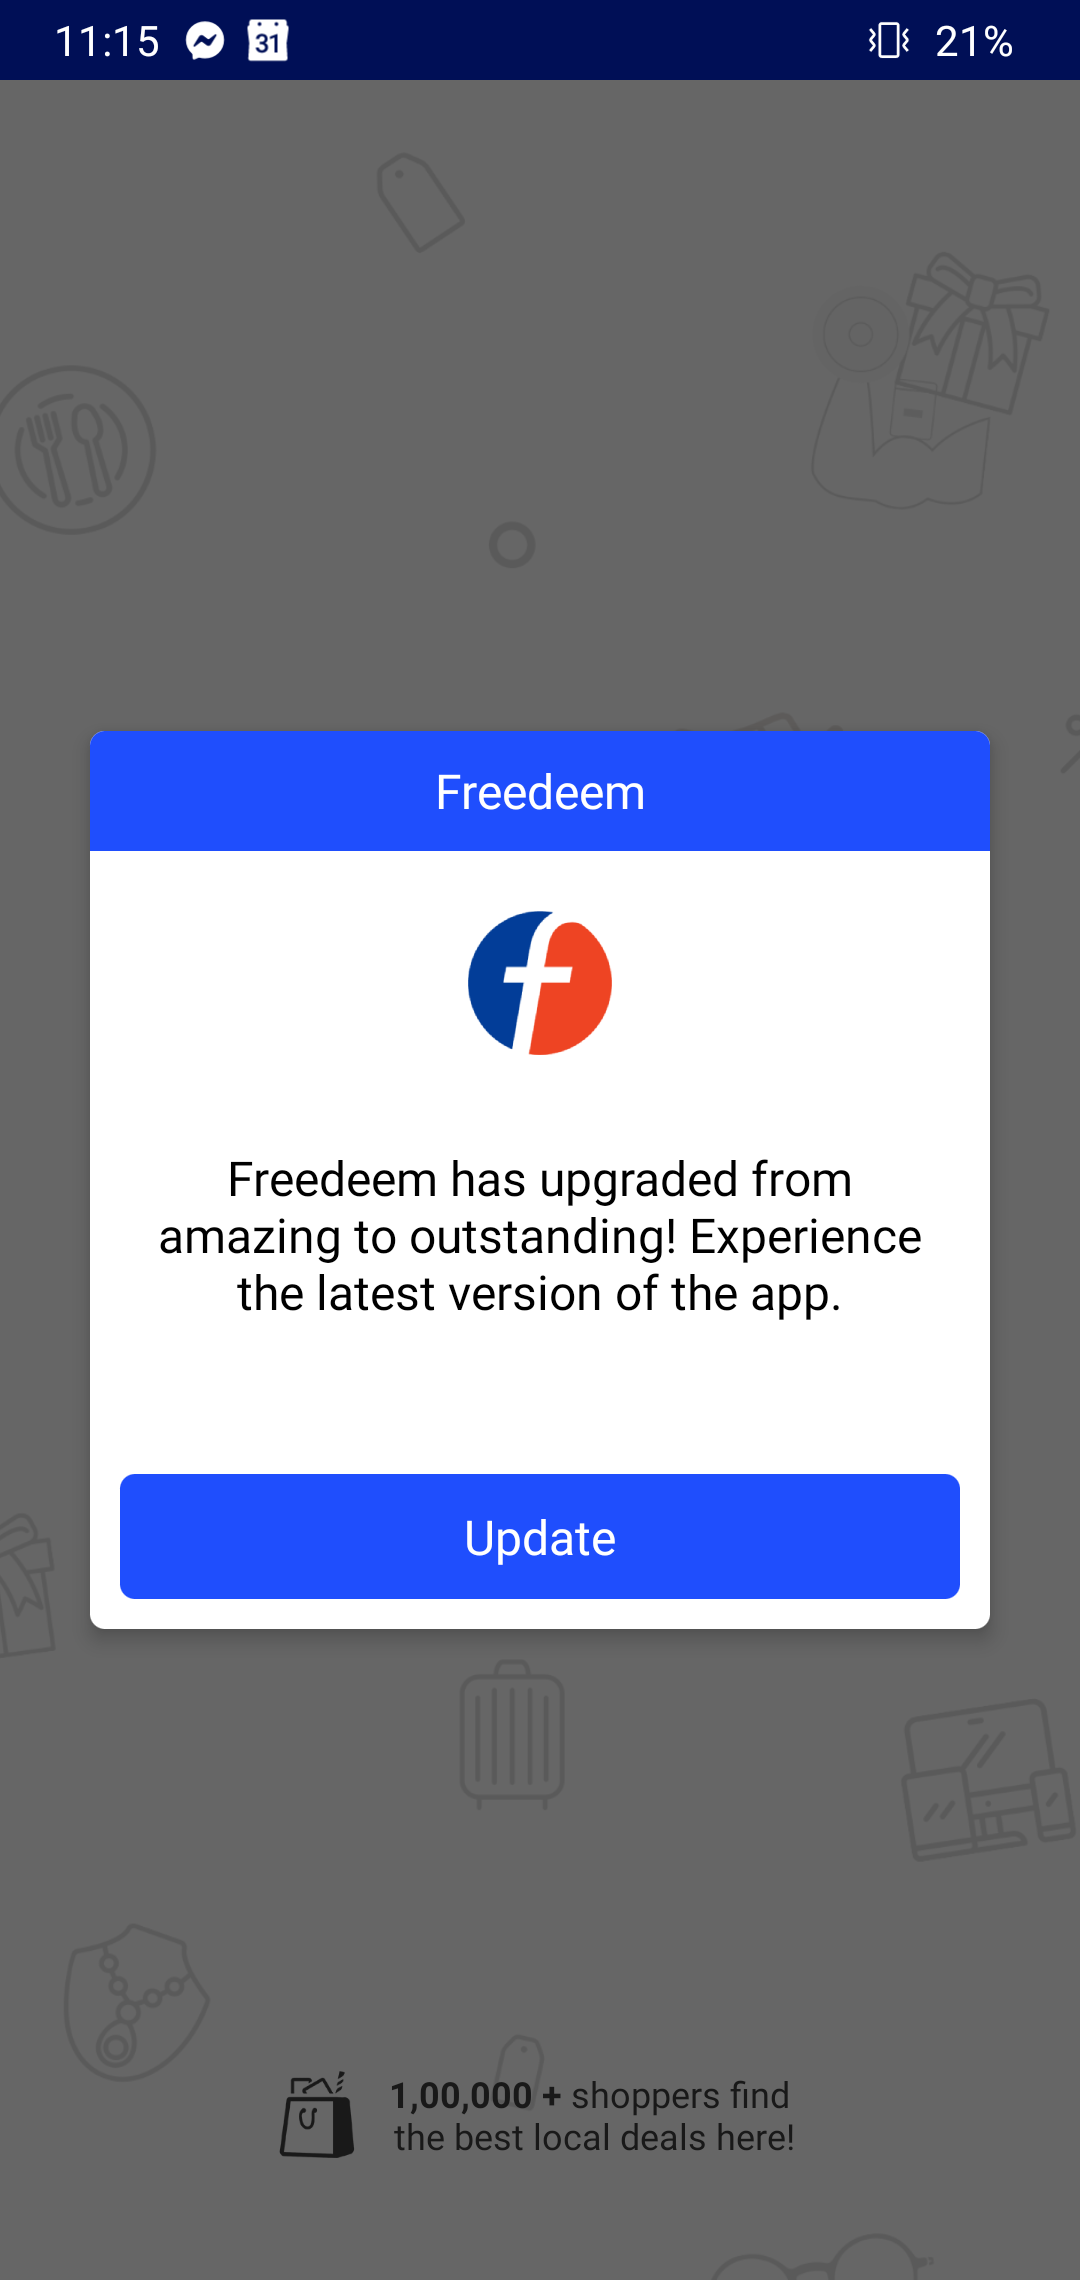 11:15 31 21%
Freedeem
f
Freedeem has upgraded from
amazing to outstanding! Experience
the latest version of the app.
Update
1,00,000 + shoppers find
the best local deals here!